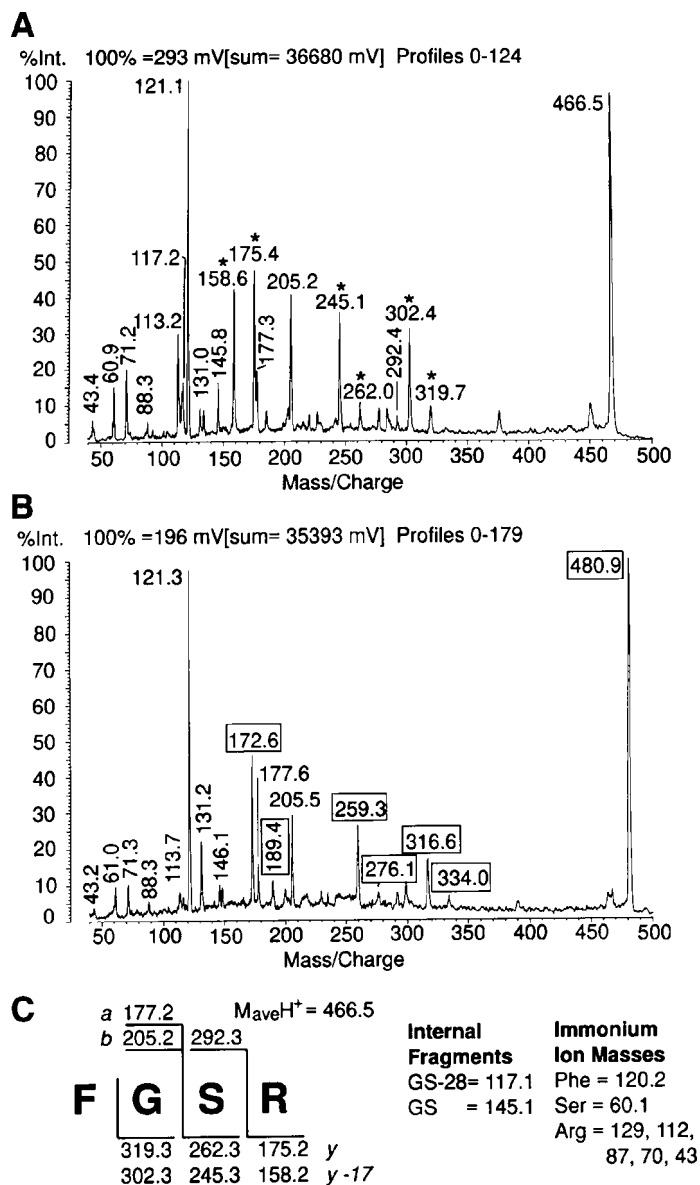 A
%Int. 100% =293 mV[sum= 36680 mV] Profiles 0-124
100
90
80
70
60
50
40
30
20
10
0
121.1
466.5
117.2
* 158.6
* 175.4
205.2
113.2
43.4
60.9
71.2
88.3
131.0
145.8
177.3
* 245.1
* 262.0
292.4
* 302.4
* 319.7
50 100 150 200 250 300 350 400 450 500
Mass/Charge
B
%Int. 100% =196 mV[sum= 35393 mV] Profiles 0-179
100
90
80
70
60
50
40
30
20
10
0
121.3
480.9
172.6
177.6
205.5
259.3
316.6
43.2
61.0
71.3
88.3
113.7
131.2
146.1
189.4
276.1
334.0
50 100 150 200 250 300 350 400 450 500
Mass/Charge
C
a 177.2 MaveH+ = 466.5
b 205.2 292.3
F G S R
319.3 262.3 175.2 y
302.3 245.3 158.2 y -17
Internal
Fragments
GS-28= 117.1
GS = 145.1
Immonium
Ion Masses
Phe = 120.2
Ser = 60.1
Arg = 129, 112,
87, 70, 43